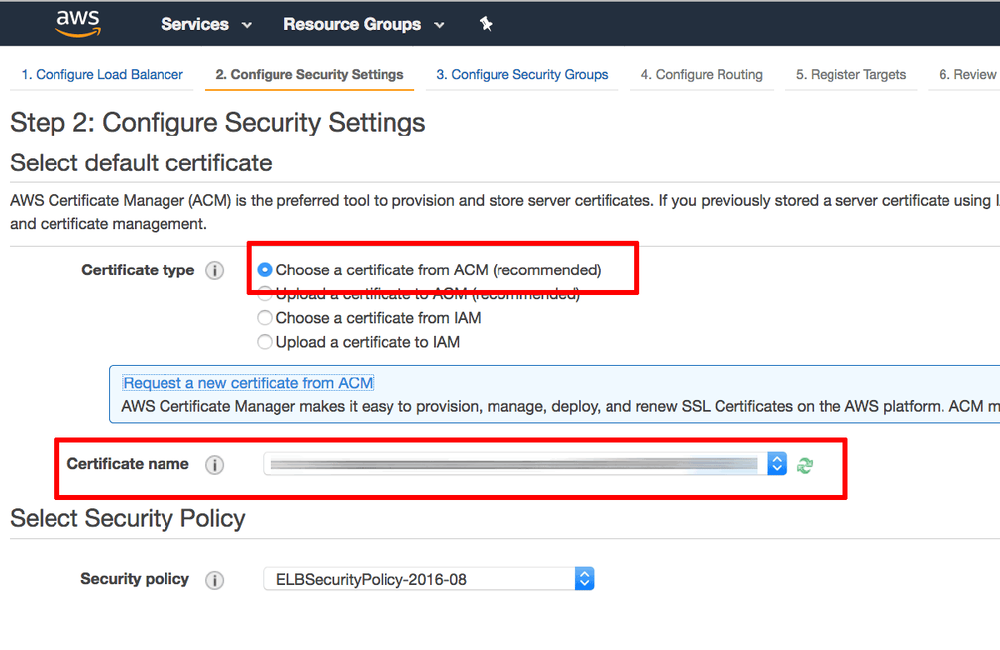 aws Services Resource Groups
1. Configure Load Balancer 2. Configure Security Settings 3. Configure Security Groups 4. Configure Routing 5. Register Targets 6. Review
Step 2: Configure Security Settings
Select default certificate
AWS Certificate Manager (ACM) is the preferred tool to provision and store server certificates. If you previously stored a server certificate using
and certificate management.
Certificate type Choose a certificate from ACM (recommended)
Upload a certificate to ACM (recommended)
Choose a certificate from IAM
Upload a certificate to IAM
Request a new certificate from ACM
AWS Certificate Manager makes it easy to provision, manage, deploy, and renew SSL Certificates on the AWS platform. ACM
Certificate name
Select Security Policy
Security policy ELBSecurityPolicy-2016-08